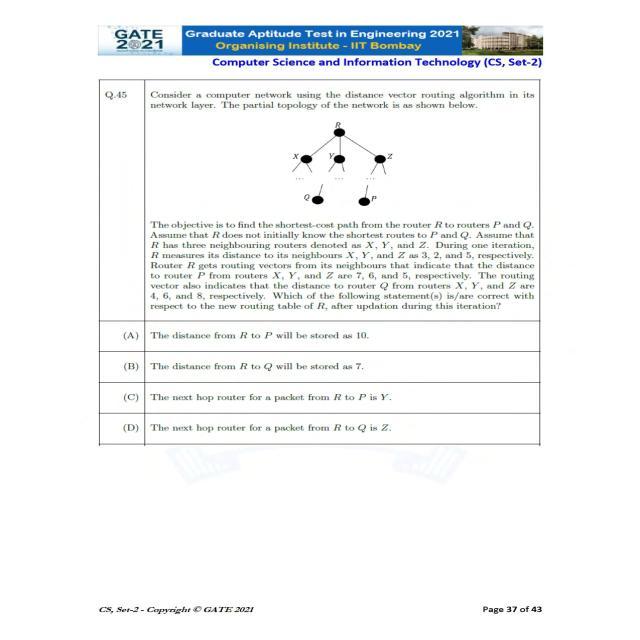 GATE
2021
Graduate Aptitude Test in Engineering 2021
Organising Institute - IIT Bombay
Computer Science and Information Technology (CS, Set-2)
Q.45
Consider a computer network using the distance vector routing algorithm in its
network layer. The partial topology of the network is as shown below.
R
X Y Z
... ... ...
Q P
The objective is to find the shortest-cost path from the router R to routers P and Q.
Assume that R does not initially know the shortest routes to P and Q. Assume that
R has three neighbouring routers denoted as X, Y, and Z. During one iteration,
R measures its distance to its neighbours X, Y, and Z as 3, 2, and 5, respectively.
Router R gets routing vectors from its neighbours that indicate that the distance
to router P from routers X, Y, and Z are 7, 6, and 5, respectively. The routing
vector also indicates that the distance to router Q from routers X, Y, and Z are
4, 6, and 8, respectively. Which of the following statement(s) is/are correct with
respect to the new routing table of R, after updation during this iteration?
(A) The distance from R to P will be stored as 10.
(B) The distance from R to Q will be stored as 7.
(C) The next hop router for a packet from R to P is Y.
(D) The next hop router for a packet from R to Q is Z.
CS, Set-2 - Copyright © GATE 2021
Page 37 of 43